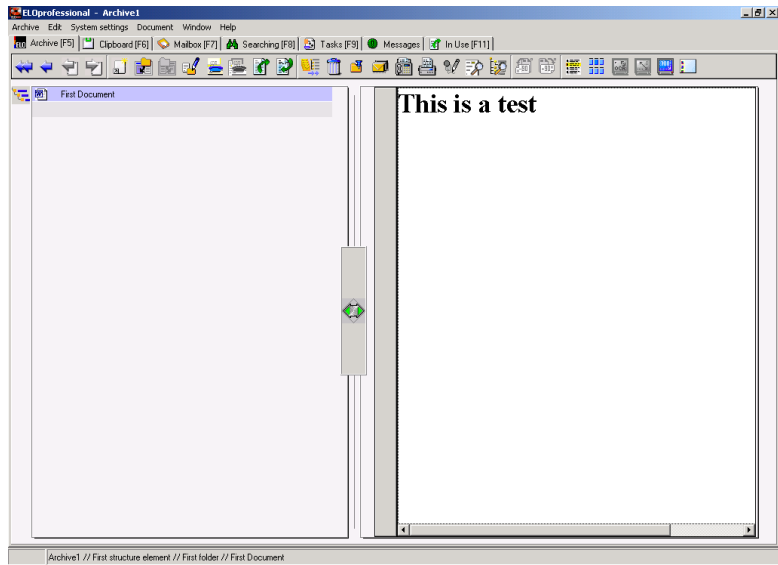 ELOprofessional - Archive1
Archive Edit System settings Document Window Help
Archive [F5] Clipboard [F6] Mailbox [F7] Searching [F8] Tasks [F9] Messages In Use [F11]
First Document
This is a test
Archive1 // First structure element // First folder // First Document